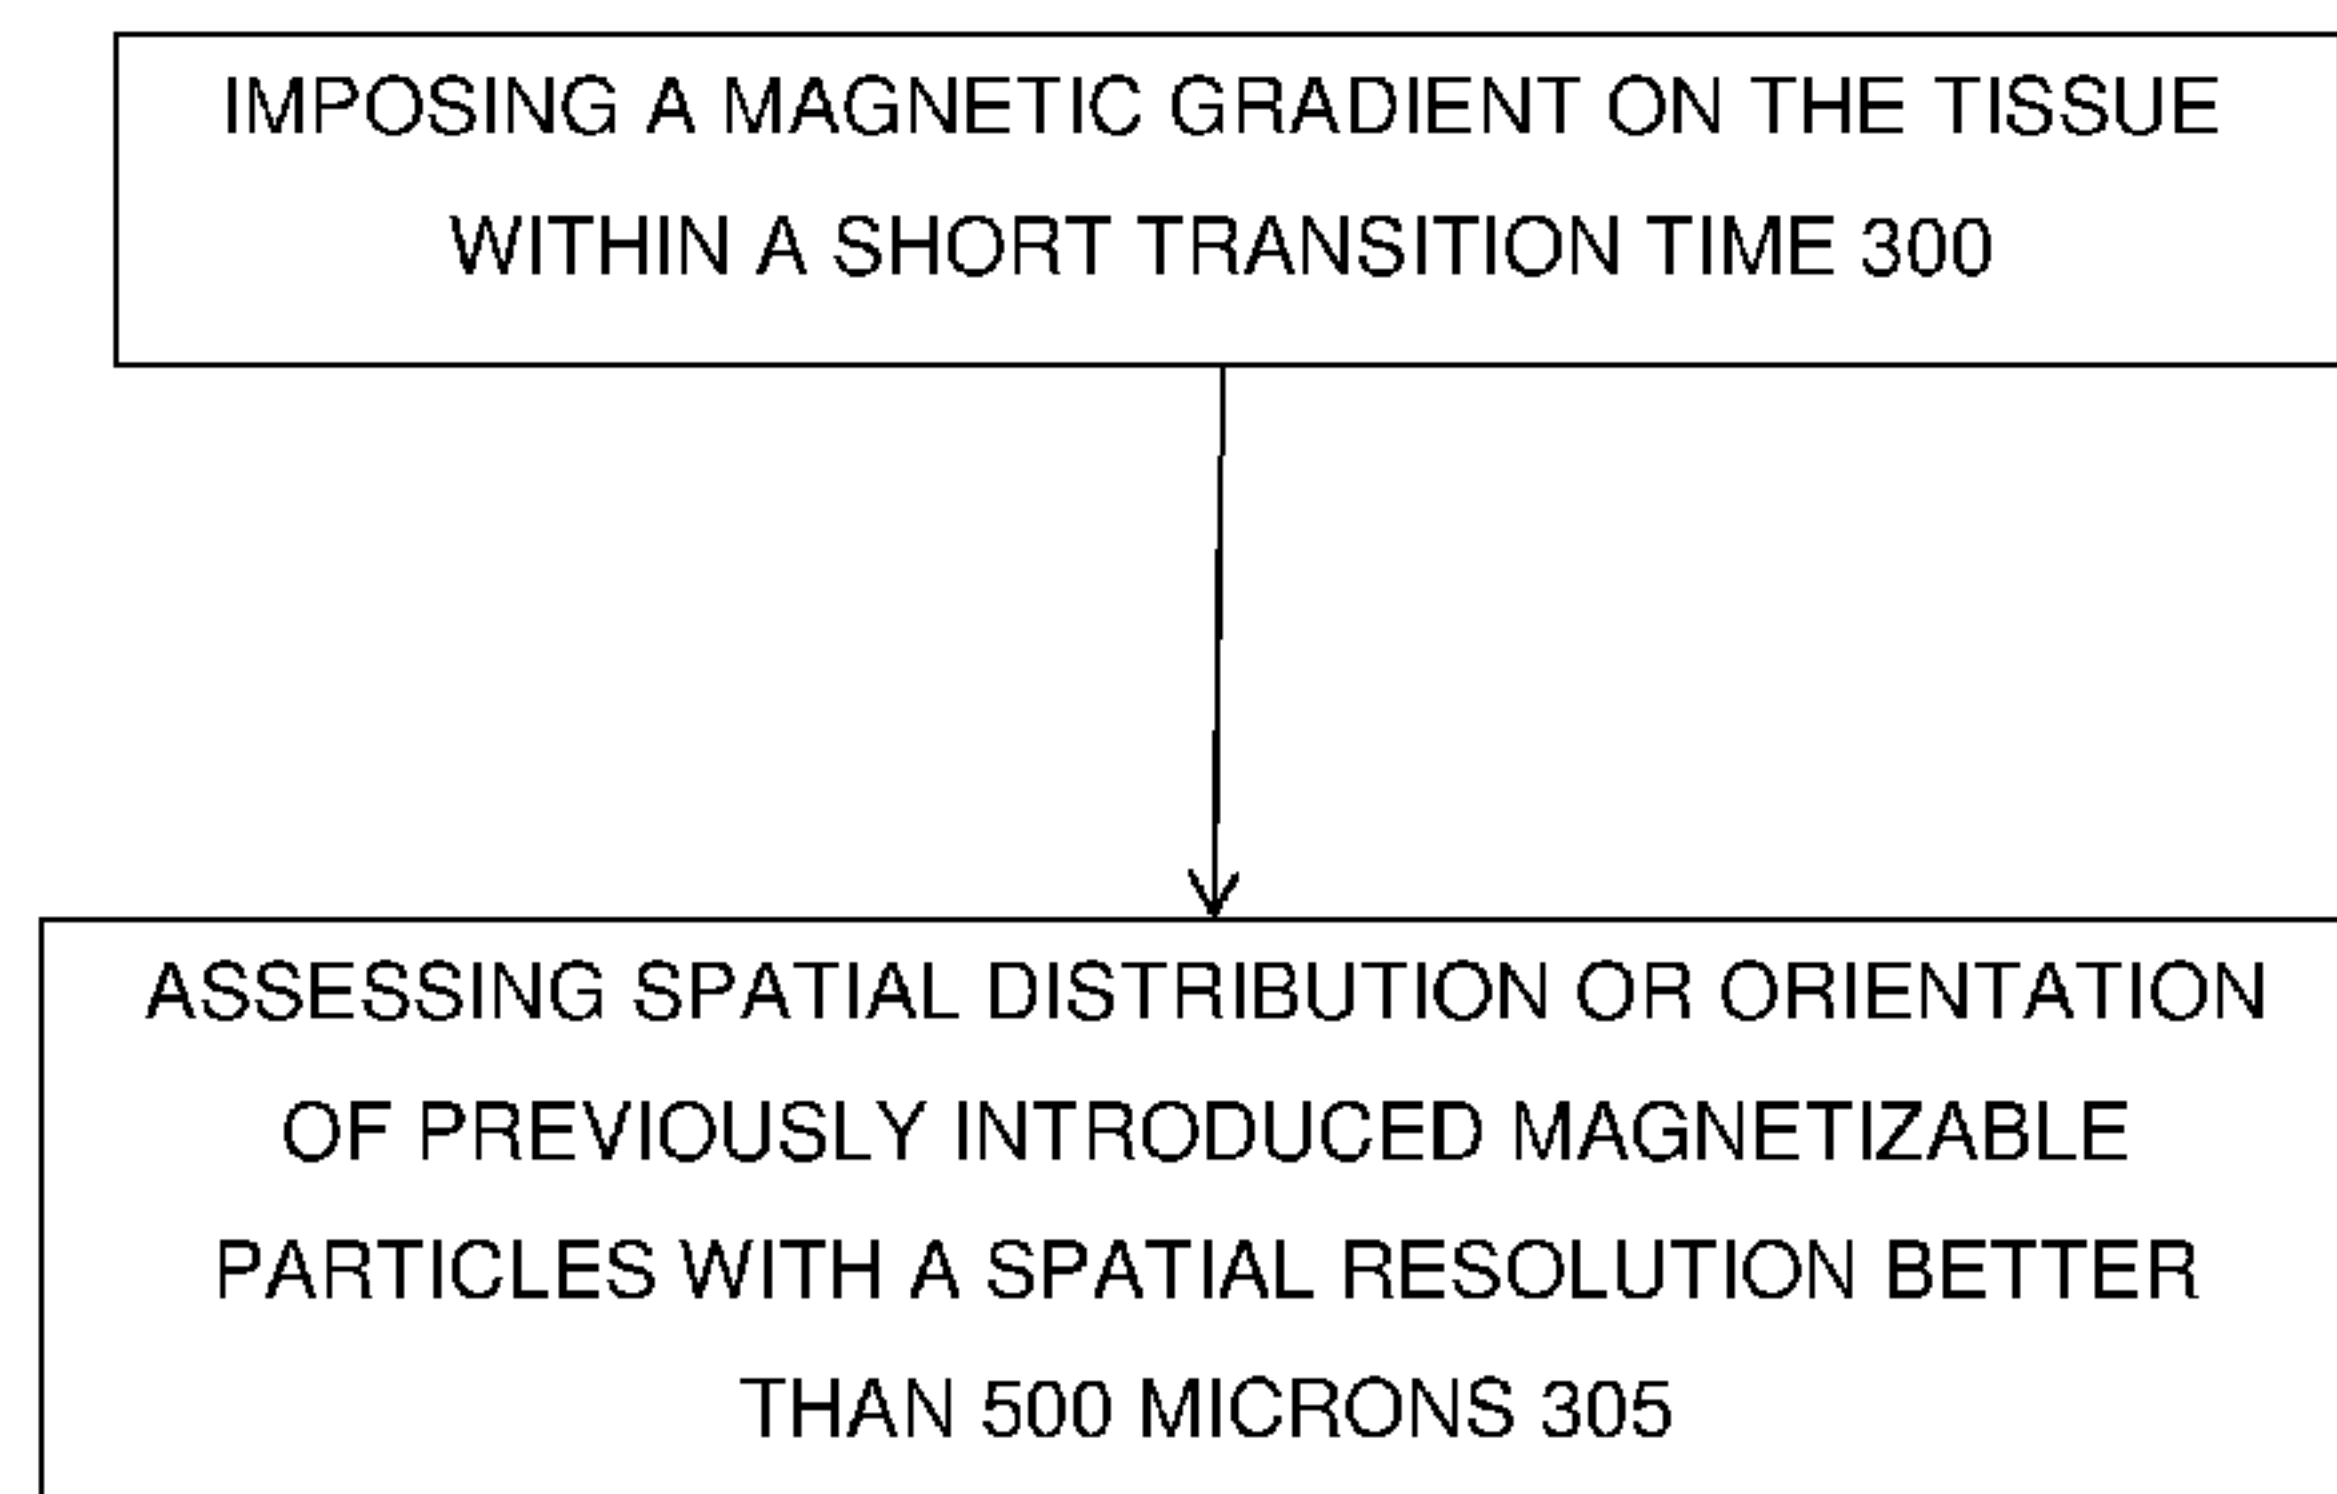 IMPOSING A MAGNETIC GRADIENT ON THE TISSUE
WITHIN A SHORT TRANSITION TIME 300
ASSESSING SPATIAL DISTRIBUTION OR ORIENTATION
OF PREVIOUSLY INTRODUCED MAGNETIZABLE
PARTICLES WITH A SPATIAL RESOLUTION BETTER
THAN 500 MICRONS 305